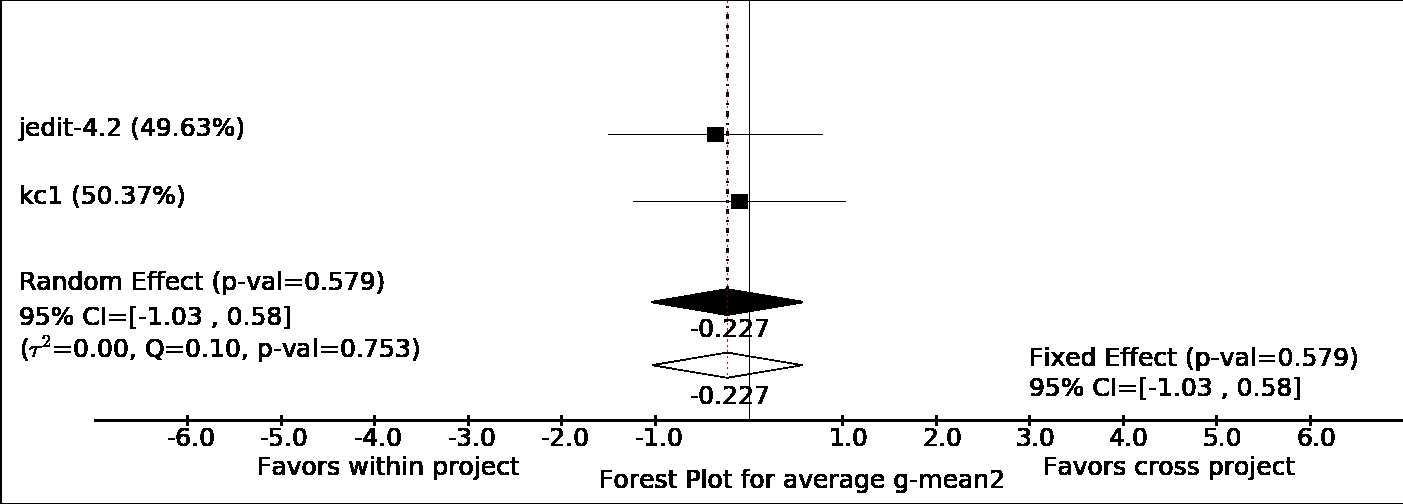 jedit-4.2 (49.63%)
kc1 (50.37%)
Random Effect (p-val=0.579)
95% CI=[-1.03 , 0.58]
(τ²=0.00, Q=0.10, p-val=0.753)
-0.227
-0.227
Fixed Effect (p-val=0.579)
95% CI=[-1.03 , 0.58]
-6.0 -5.0 -4.0 -3.0 -2.0 -1.0 1.0 2.0 3.0 4.0 5.0 6.0
Favors within project Favors cross project
Forest Plot for average g-mean2